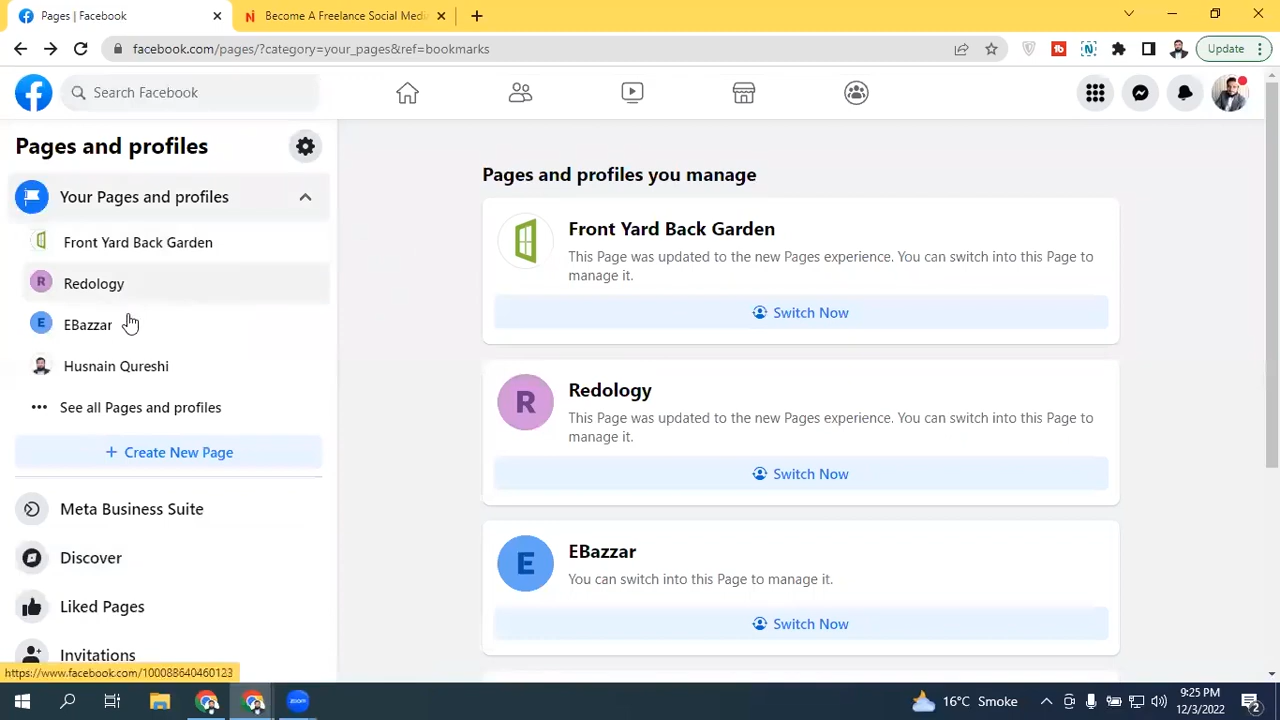 Pages | Facebook
Become A Freelance Social Medi
facebook.com/pages/?category=your_pages&ref=bookmarks
tb
N
Update
Search Facebook
Pages and profiles
Your Pages and profiles
Front Yard Back Garden
R
Redology
E
EBazzar
Husnain Qureshi
See all Pages and profiles
+ Create New Page
Meta Business Suite
Discover
Liked Pages
Invitations
Pages and profiles you manage
Front Yard Back Garden
This Page was updated to the new Pages experience. You can switch into this Page to
manage it.
Switch Now
R
Redology
This Page was updated to the new Pages experience. You can switch into this Page to
manage it.
Switch Now
E
EBazzar
You can switch into this Page to manage it.
Switch Now
https://www.facebook.com/100088640460123
zoom
16°C Smoke
9:25 PM
12/3/2022
2